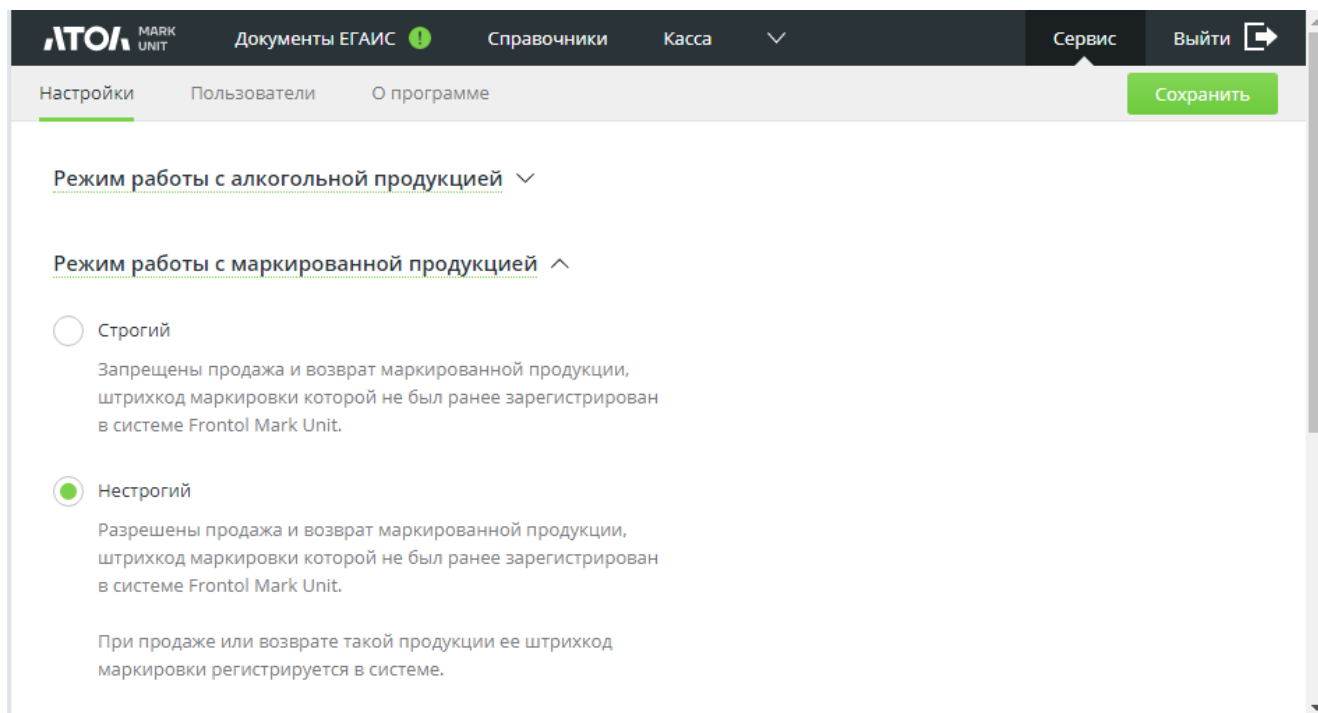 АТОЛ MARK UNIT Документы ЕГАИС ! Справочники Касса Сервис Выйти
Настройки Пользователи О программе Сохранить
Режим работы с алкогольной продукцией
Режим работы с маркированной продукцией
Строгий
Запрещены продажа и возврат маркированной продукции,
штрихкод маркировки которой не был ранее зарегистрирован
в системе Frontol Mark Unit.
Нестрогий
Разрешены продажа и возврат маркированной продукции,
штрихкод маркировки которой не был ранее зарегистрирован
в системе Frontol Mark Unit.
При продаже или возврате такой продукции ее штрихкод
маркировки регистрируется в системе.